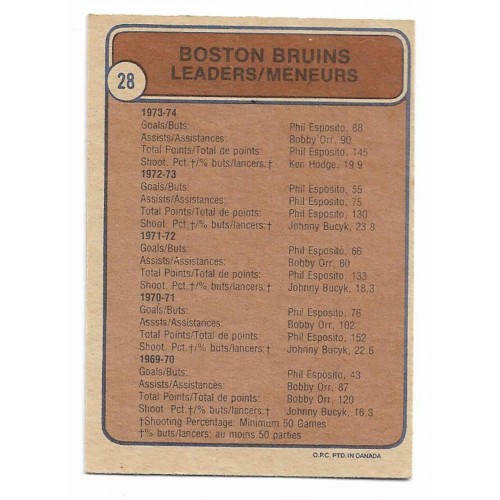 28
BOSTON BRUINS
LEADERS/MENEURS
1973-74
Goals/Buts: Phil Esposito, 68
Assists/Assistances: Bobby Orr, 90
Total Points/Total de points: Phil Esposito, 145
Shoot. Pct.†/% buts/lancers:† Ken Hodge, 19.9
1972-73
Goals/Buts: Phil Esposito, 55
Assists/Assistances: Phil Esposito, 75
Total Points/Total de points: Phil Esposito, 130
Shoot. Pct.†/% buts/lancers:† Johnny Bucyk, 23.8
1971-72
Goals/Buts: Phil Esposito, 66
Assists/Assistances: Bobby Orr, 80
Total Points/Total de points: Phil Esposito, 133
Shoot. Pct.†/% buts/lancers:† Johnny Bucyk, 18.3
1970-71
Goals/Buts: Phil Esposito, 76
Asssts/Assistances: Bobby Orr, 102
Total Points/Total de points: Phil Esposito, 152
Shoot. Pct.†/% buts/lancers:† Johnny Bucyk, 22.6
1969-70
Goals/Buts: Phil Esposito, 43
Assists/Assistances: Bobby Orr, 87
Total Points/Total de points: Bobby Orr, 120
Shoot. Pct.†/% buts/lancers:† Johnny Bucyk, 16.3
†Shooting Percentage: Minimum 50 Games
†% buts/lancers; au moins 50 parties
O.P.C. PTD. IN CANADA